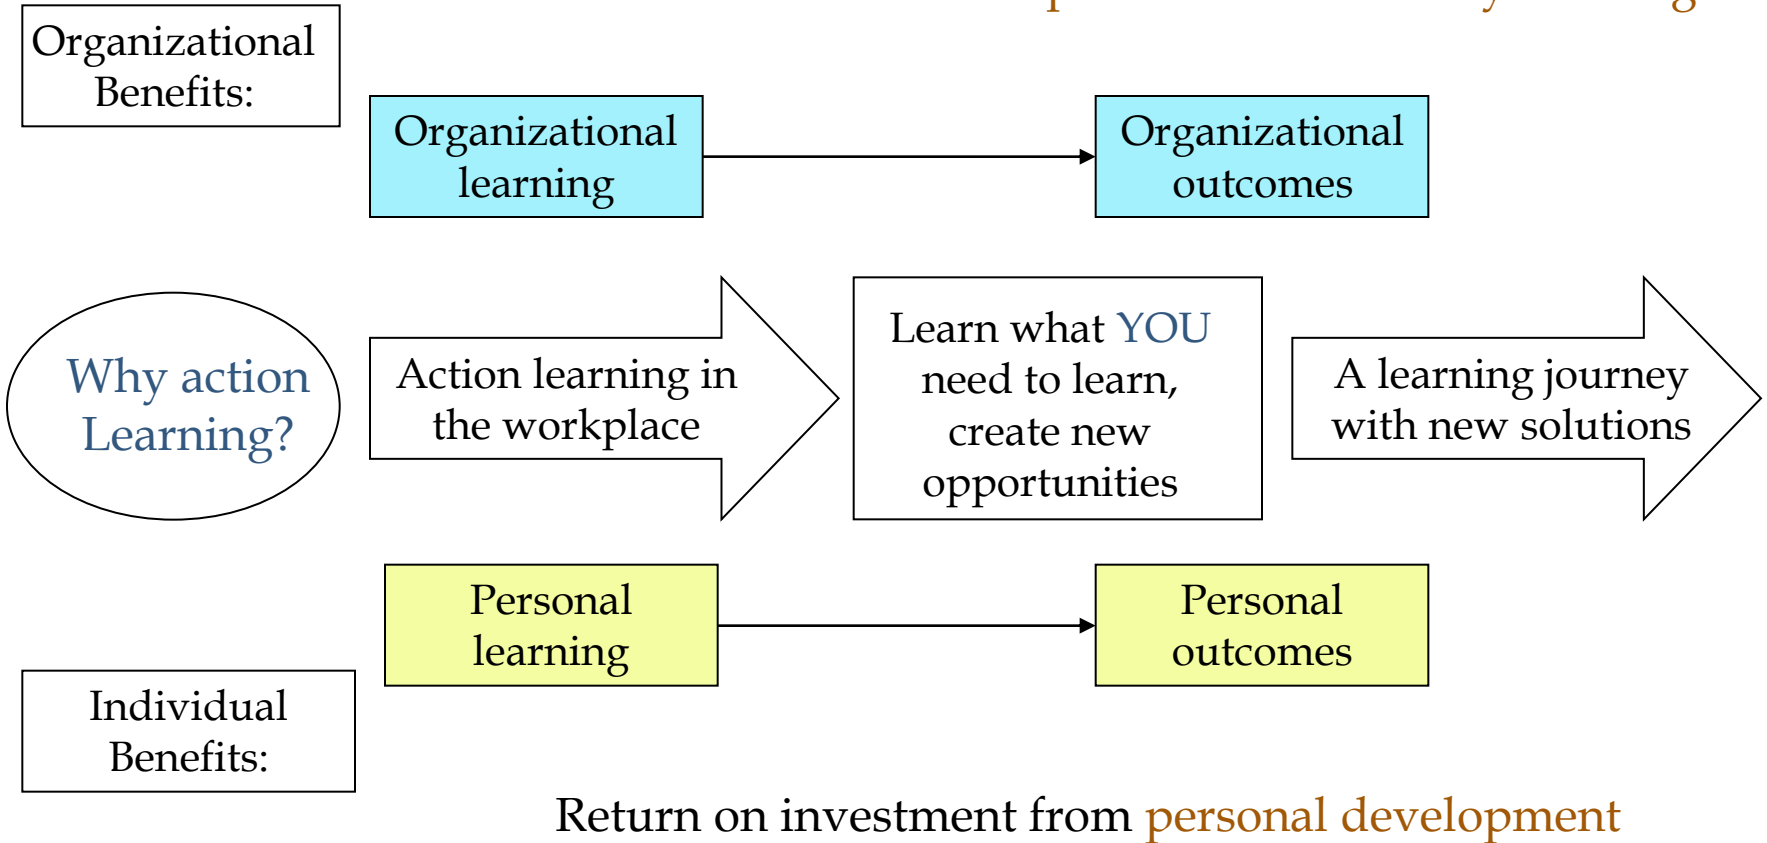 Organizational
Benefits:
Organizational
learning
Organizational
outcomes
Why action
Learning?
Action learning in
the workplace
Learn what YOU
need to learn,
create new
opportunities
A learning journey
with new solutions
Personal
learning
Personal
outcomes
Individual
Benefits:
Return on investment from personal development